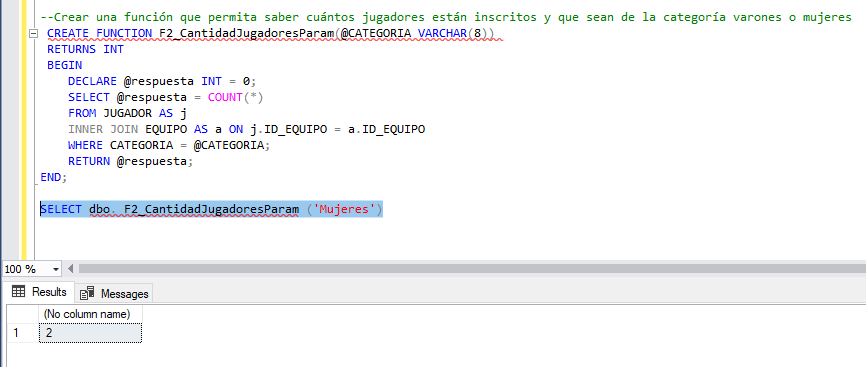 --Crear una función que permita saber cuántos jugadores están inscritos y que sean de la categoría varones o mujeres
CREATE FUNCTION F2_CantidadJugadoresParam(@CATEGORIA VARCHAR(8))
RETURNS INT
BEGIN
DECLARE @respuesta INT = 0;
SELECT @respuesta = COUNT(*)
FROM JUGADOR AS j
INNER JOIN EQUIPO AS a ON j.ID_EQUIPO = a.ID_EQUIPO
WHERE CATEGORIA = @CATEGORIA;
RETURN @respuesta;
END;
SELECT dbo. F2_CantidadJugadoresParam ('Mujeres')
100 %
Results Messages
(No column name)
1 2